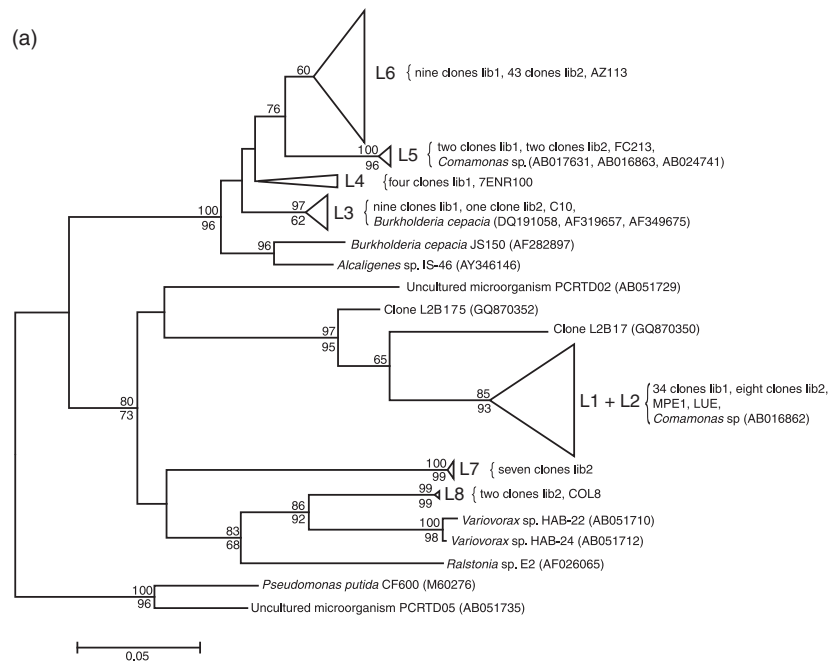 (a)
60
L6 { nine clones lib1, 43 clones lib2, AZ113
76
100
96
L5 { two clones lib1, two clones lib2, FC213,
Comamonas sp. (AB017631, AB016863, AB024741)
L4 {four clones lib1, 7ENR100
97
62
L3 { nine clones lib1, one clone lib2, C10,
Burkholderia cepacia (DQ191058, AF319657, AF349675)
100
96
96
Burkholderia cepacia JS150 (AF282897)
Alcaligenes sp. IS-46 (AY346146)
Uncultured microorganism PCRTD02 (AB051729)
Clone L2B175 (GQ870352)
97
95
Clone L2B17 (GQ870350)
65
85
93
L1 + L2 { 34 clones lib1, eight clones lib2,
MPE1, LUE,
Comamonas sp (AB016862)
80
73
100
99
L7 { seven clones lib2
99
99
L8 { two clones lib2, COL8
86
92
100
98
Variovorax sp. HAB-22 (AB051710)
Variovorax sp. HAB-24 (AB051712)
83
68
Ralstonia sp. E2 (AF026065)
100
96
Pseudomonas putida CF600 (M60276)
Uncultured microorganism PCRTD05 (AB051735)
0.05